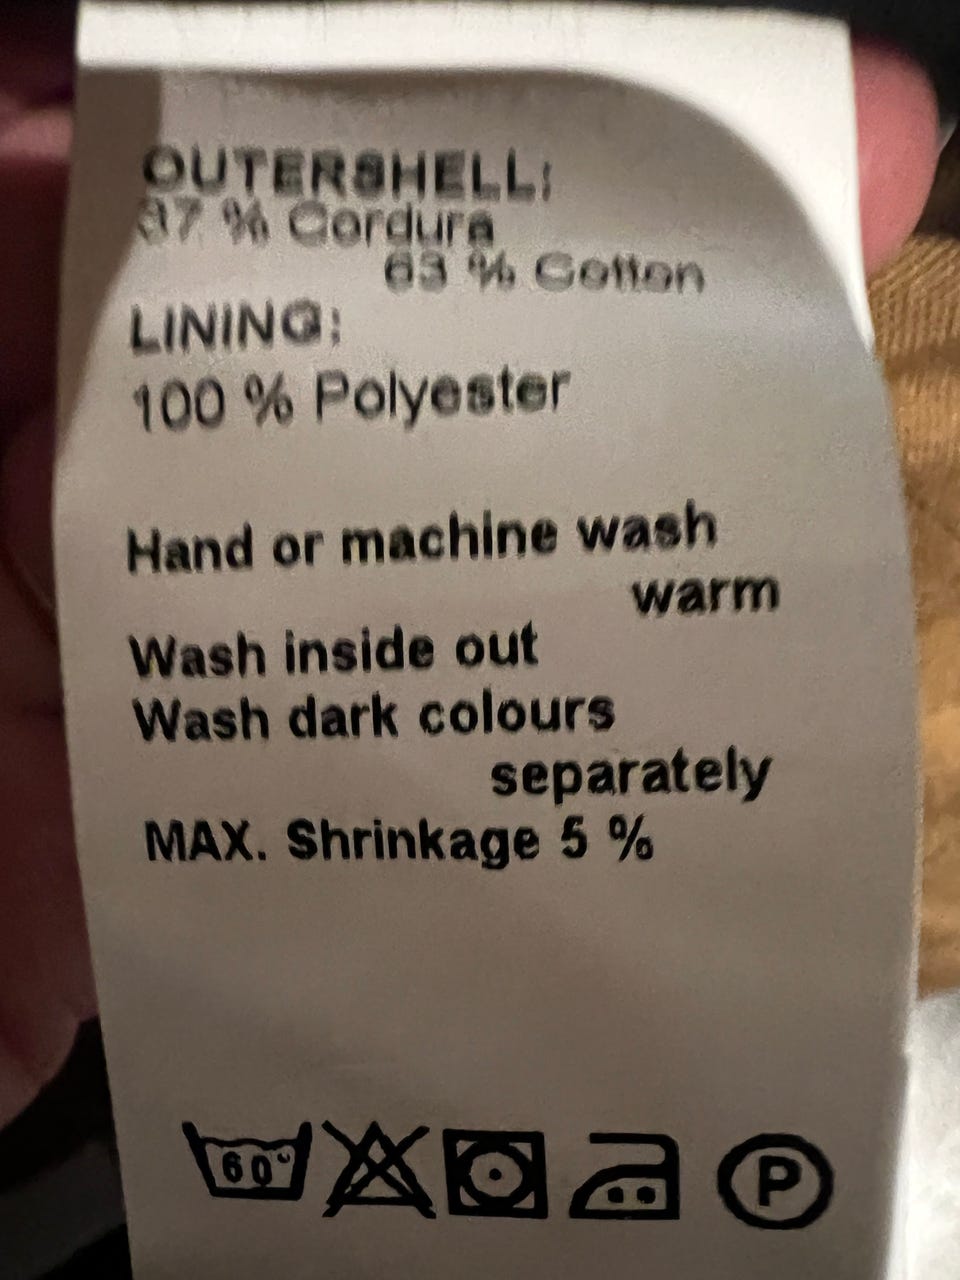 OUTERSHELL:
37 % Cordura
63 % Cotton
LINING:
100 % Polyester
Hand or machine wash
warm
Wash inside out
Wash dark colours
separately
MAX. Shrinkage 5 %
60°
P